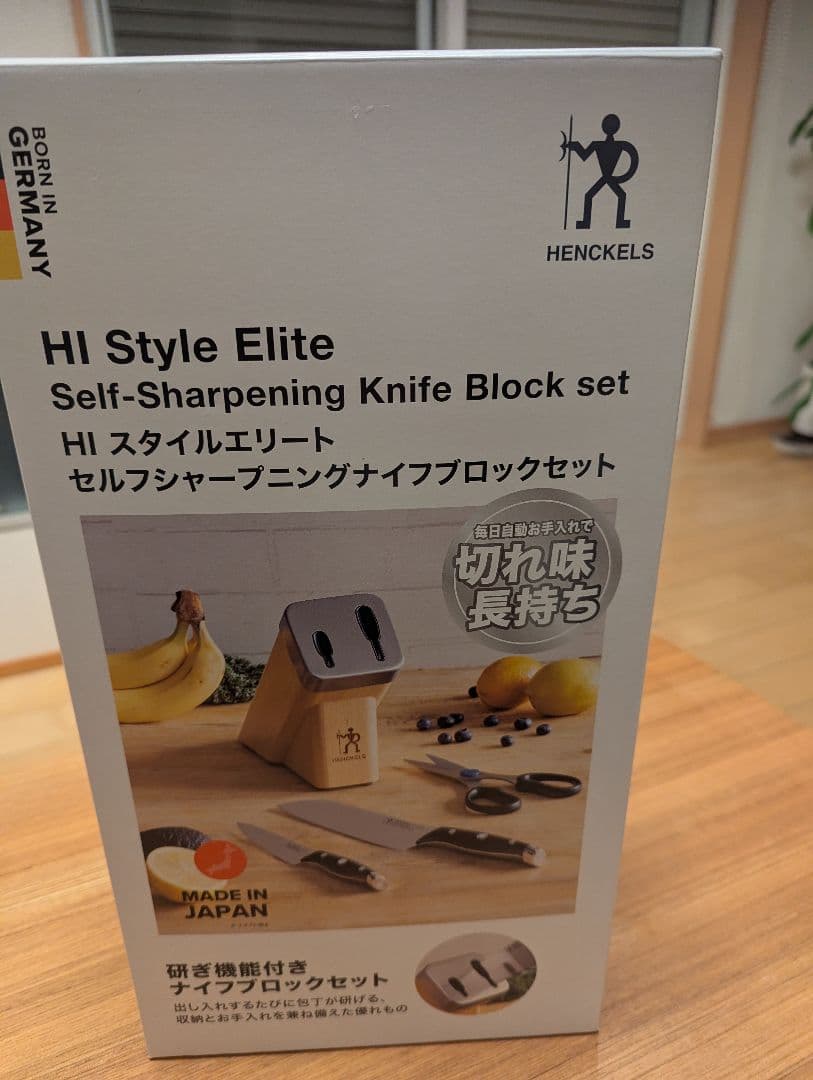 BORN IN
GERMANY
HENCKELS
HI Style Elite
Self-Sharpening Knife Block set
HI スタイルエリート
セルフシャープニングナイフブロックセット
毎日自動お手入れで
切れ味
長持ち
HENCKELS
MADE IN
JAPAN
研ぎ機能付き
ナイフブロックセット
出し入れするたびに包丁が研げる、
収納とお手入れを兼ね備えた優れもの